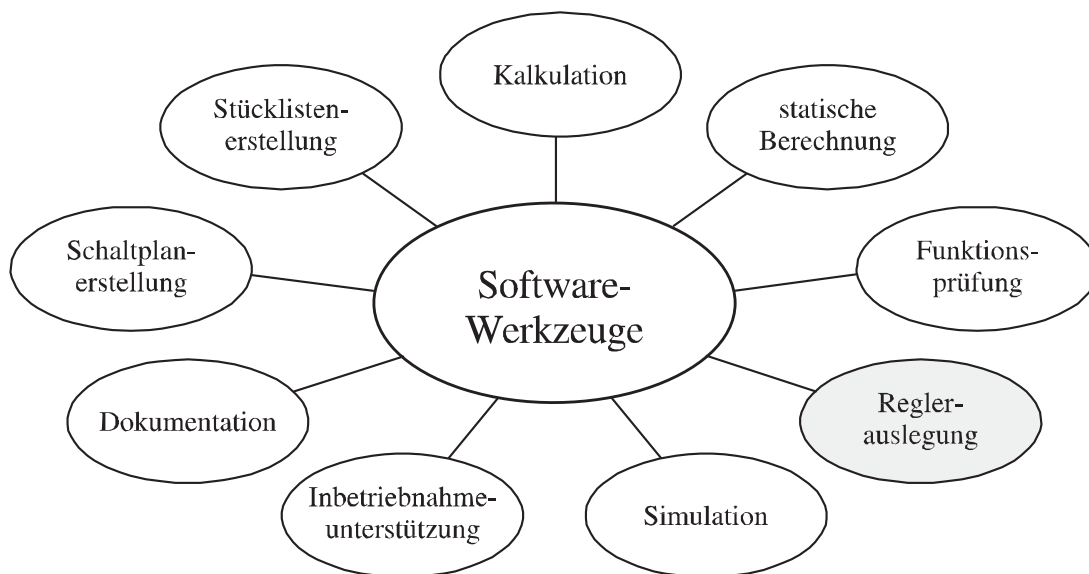 Kalkulation
Stücklisten-
erstellung
statische
Berechnung
Schaltplan-
erstellung
Funktions-
prüfung
Software-
Werkzeuge
Dokumentation
Regler-
auslegung
Inbetriebnahme-
unterstützung
Simulation